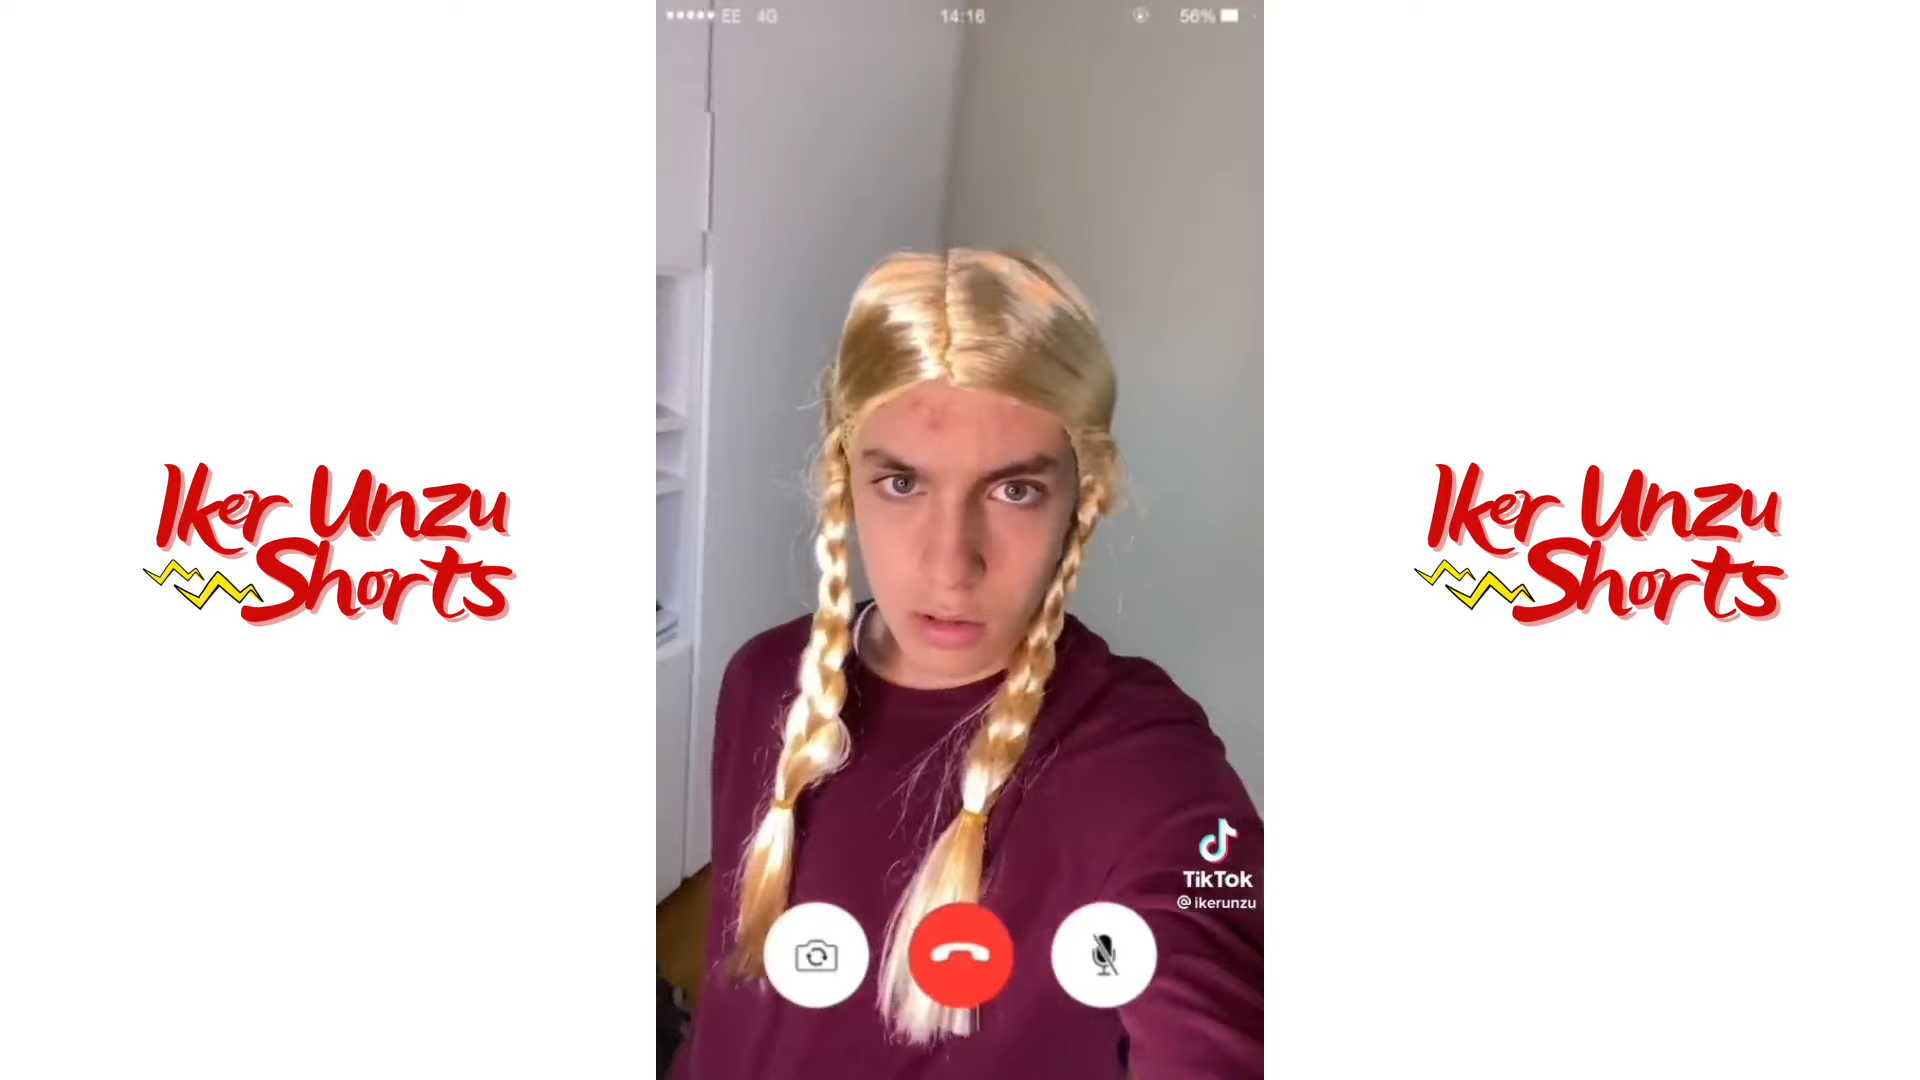 EE 4G 14:16 56%
Iker Unzu
Shorts
Iker Unzu
Shorts
TikTok
@ikerunzu